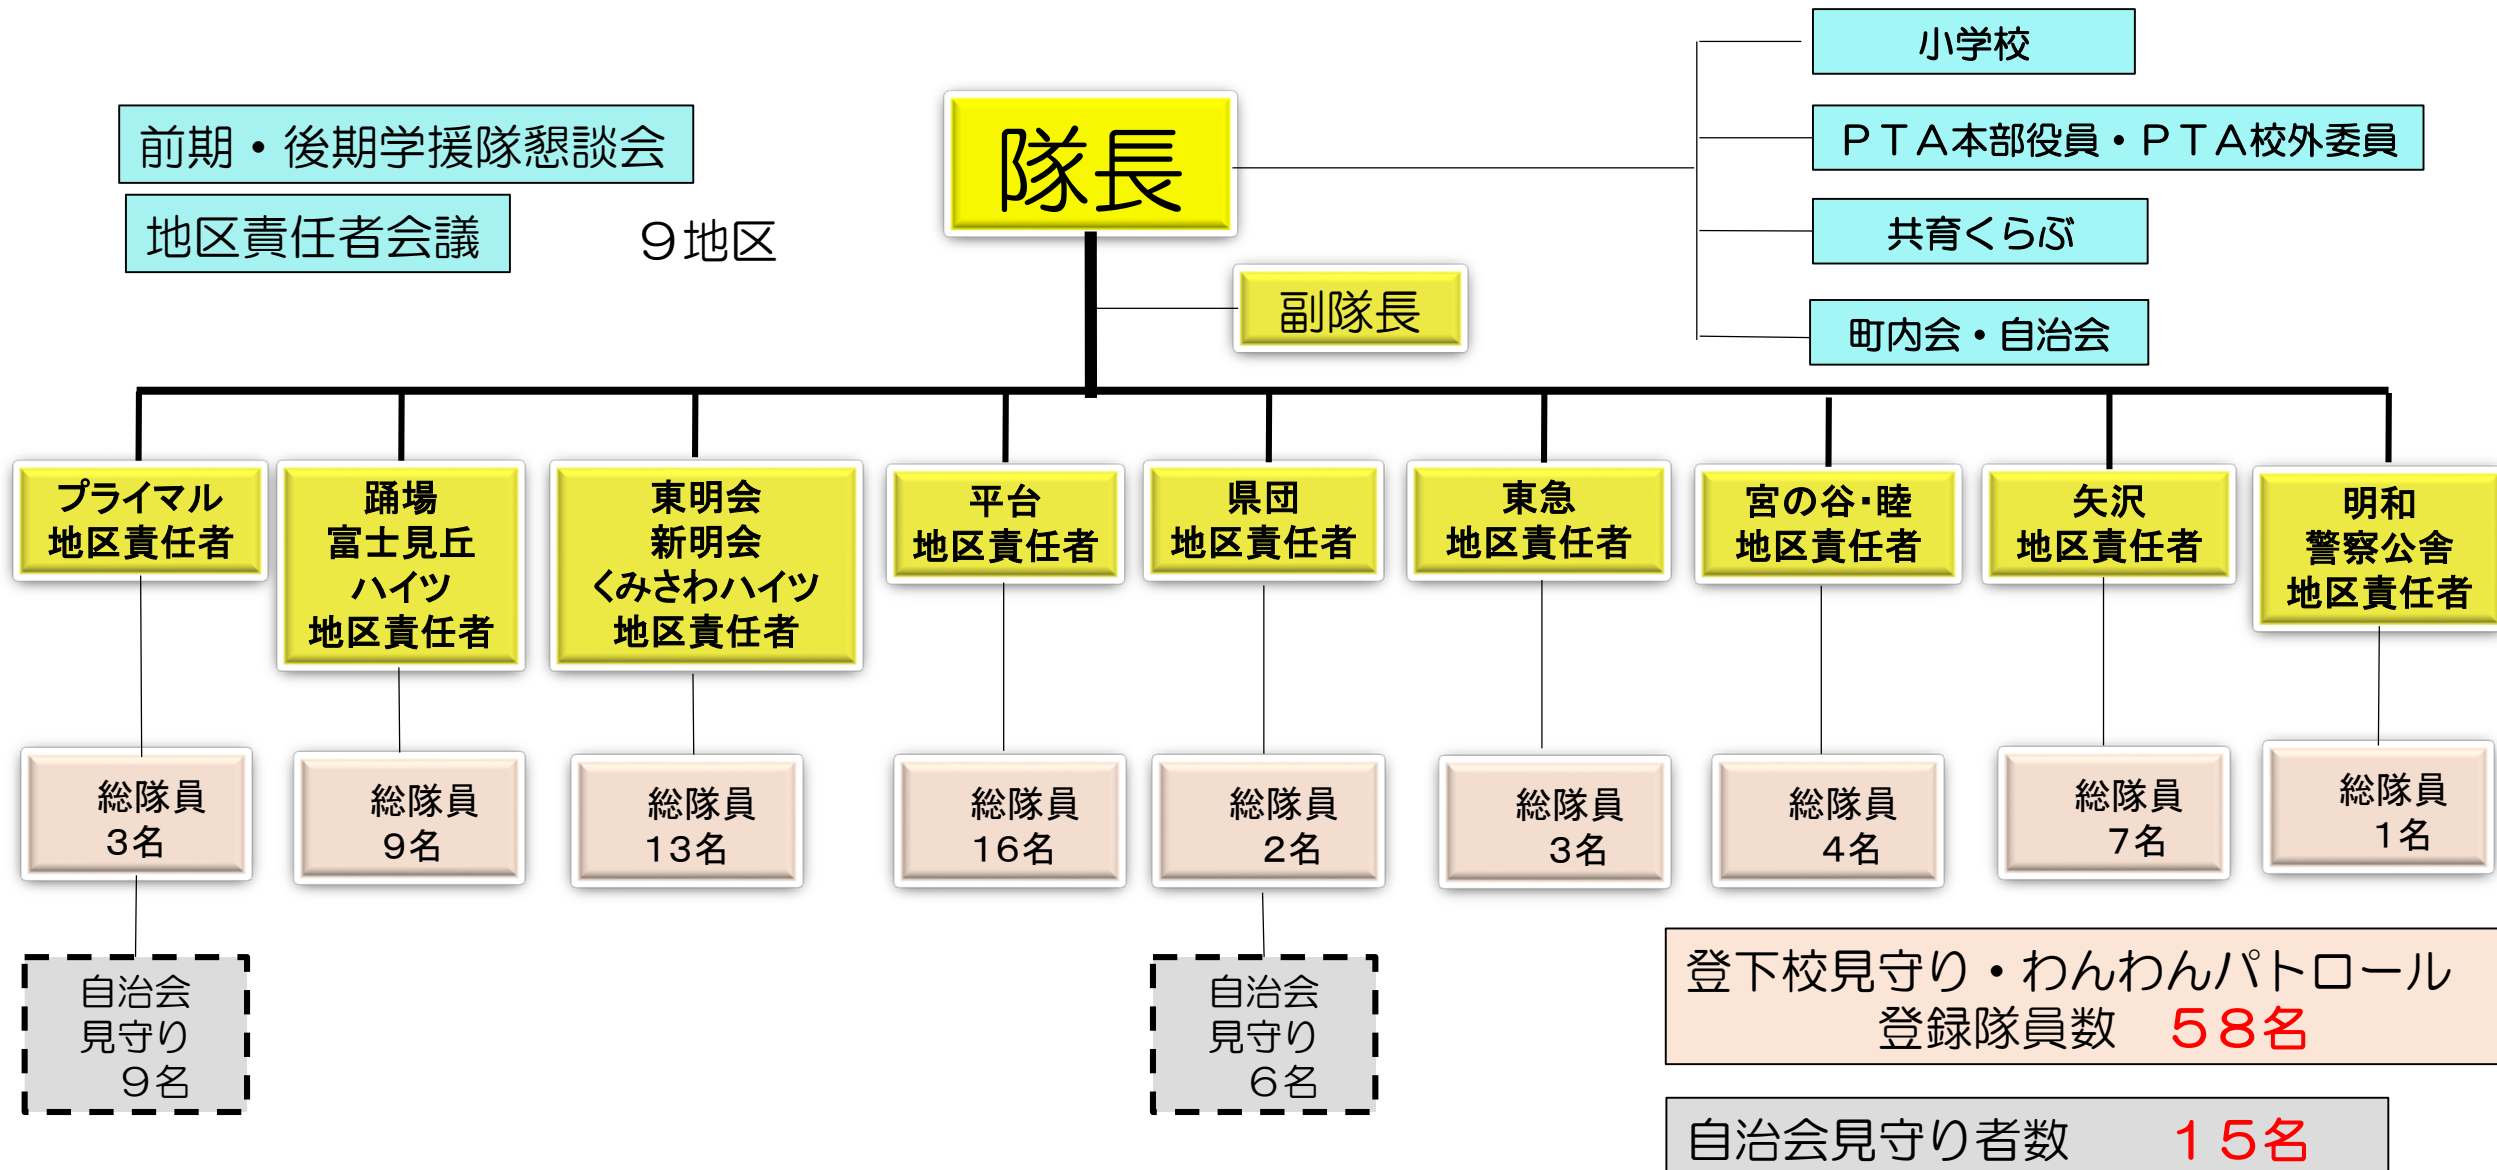 小学校
前期・後期学援隊懇談会
隊長
ＰＴＡ本部役員・ＰＴＡ校外委員
地区責任者会議
９地区
共育くらぶ
副隊長
町内会・自治会
プライマル
地区責任者
踊場
富士見丘
ハイツ
地区責任者
東明会
新明会
くみさわハイツ
地区責任者
平台
地区責任者
県団
地区責任者
東急
地区責任者
宮の谷・睦
地区責任者
矢沢
地区責任者
明和
警察公舎
地区責任者
総隊員
3名
総隊員
9名
総隊員
13名
総隊員
16名
総隊員
2名
総隊員
3名
総隊員
4名
総隊員
7名
総隊員
1名
自治会
見守り
９名
自治会
見守り
６名
登下校見守り・わんわんパトロール
登録隊員数　５８名
自治会見守り者数　１５名